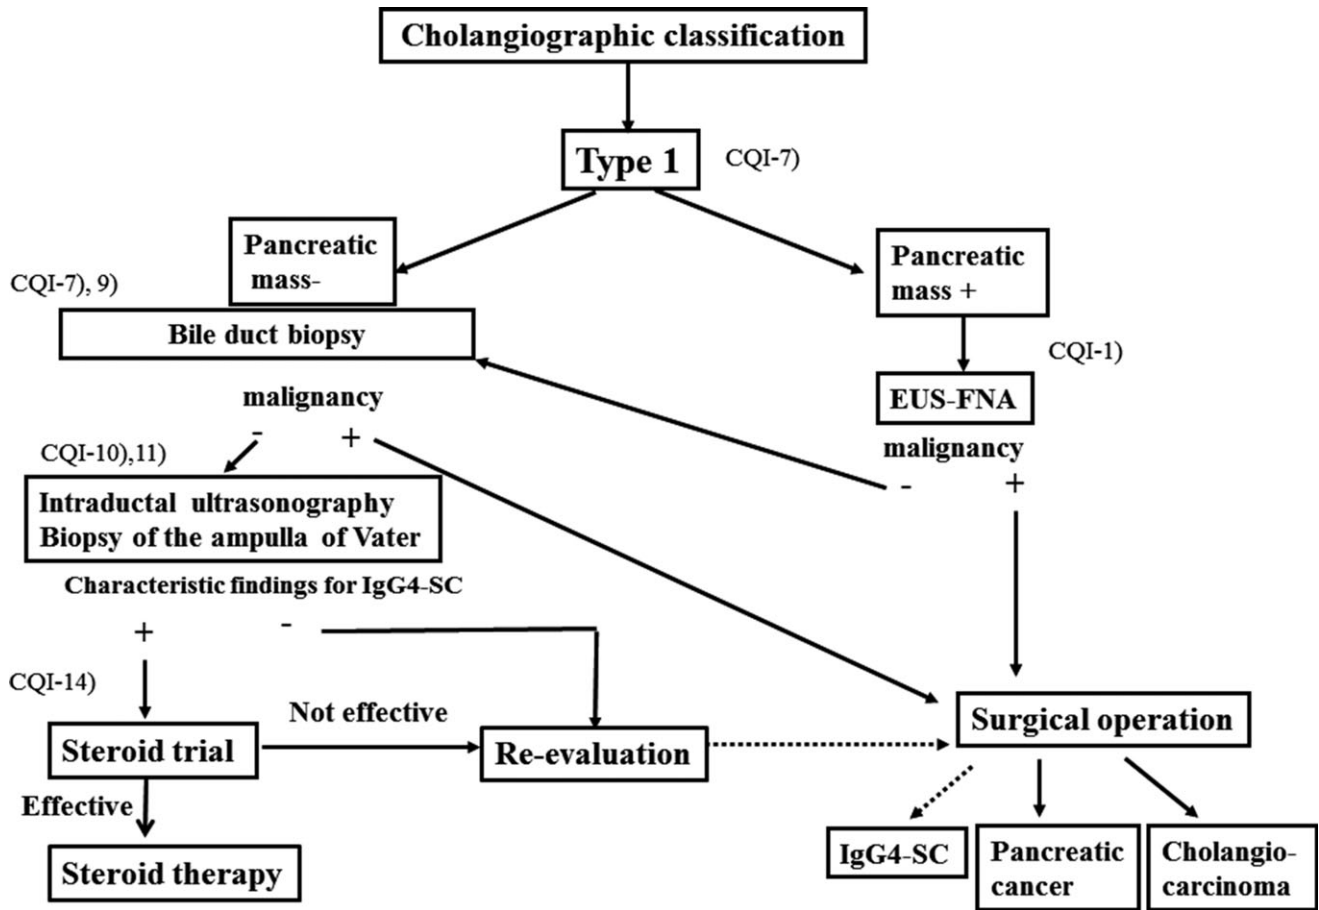 Cholangiographic classification
Type 1
CQI-7)
Pancreatic
mass-
Pancreatic
mass +
CQI-7), 9)
Bile duct biopsy
CQI-1)
EUS-FNA
malignancy
- +
malignancy
- +
CQI-10),11)
Intraductal ultrasonography
Biopsy of the ampulla of Vater
Characteristic findings for IgG4-SC
+ -
CQI-14)
Not effective
Steroid trial
Re-evaluation
Surgical operation
Effective
Steroid therapy
IgG4-SC
Pancreatic
cancer
Cholangio-
carcinoma